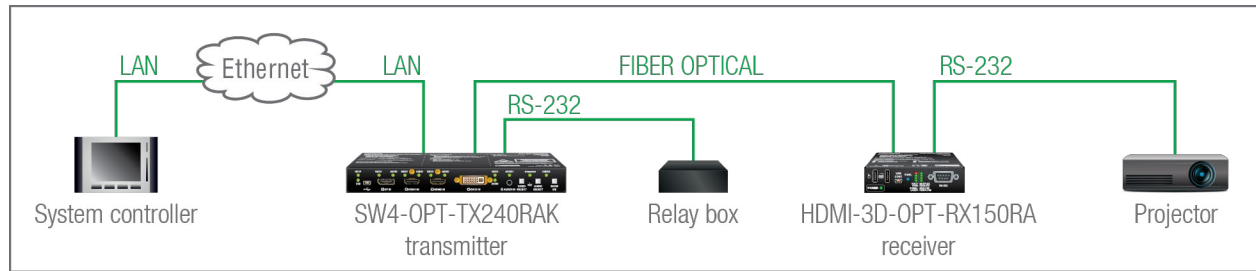 LAN
Ethernet
LAN
FIBER OPTICAL
RS-232
RS-232
System controller
SW4-OPT-TX240RAK
transmitter
Relay box
HDMI-3D-OPT-RX150RA
receiver
Projector